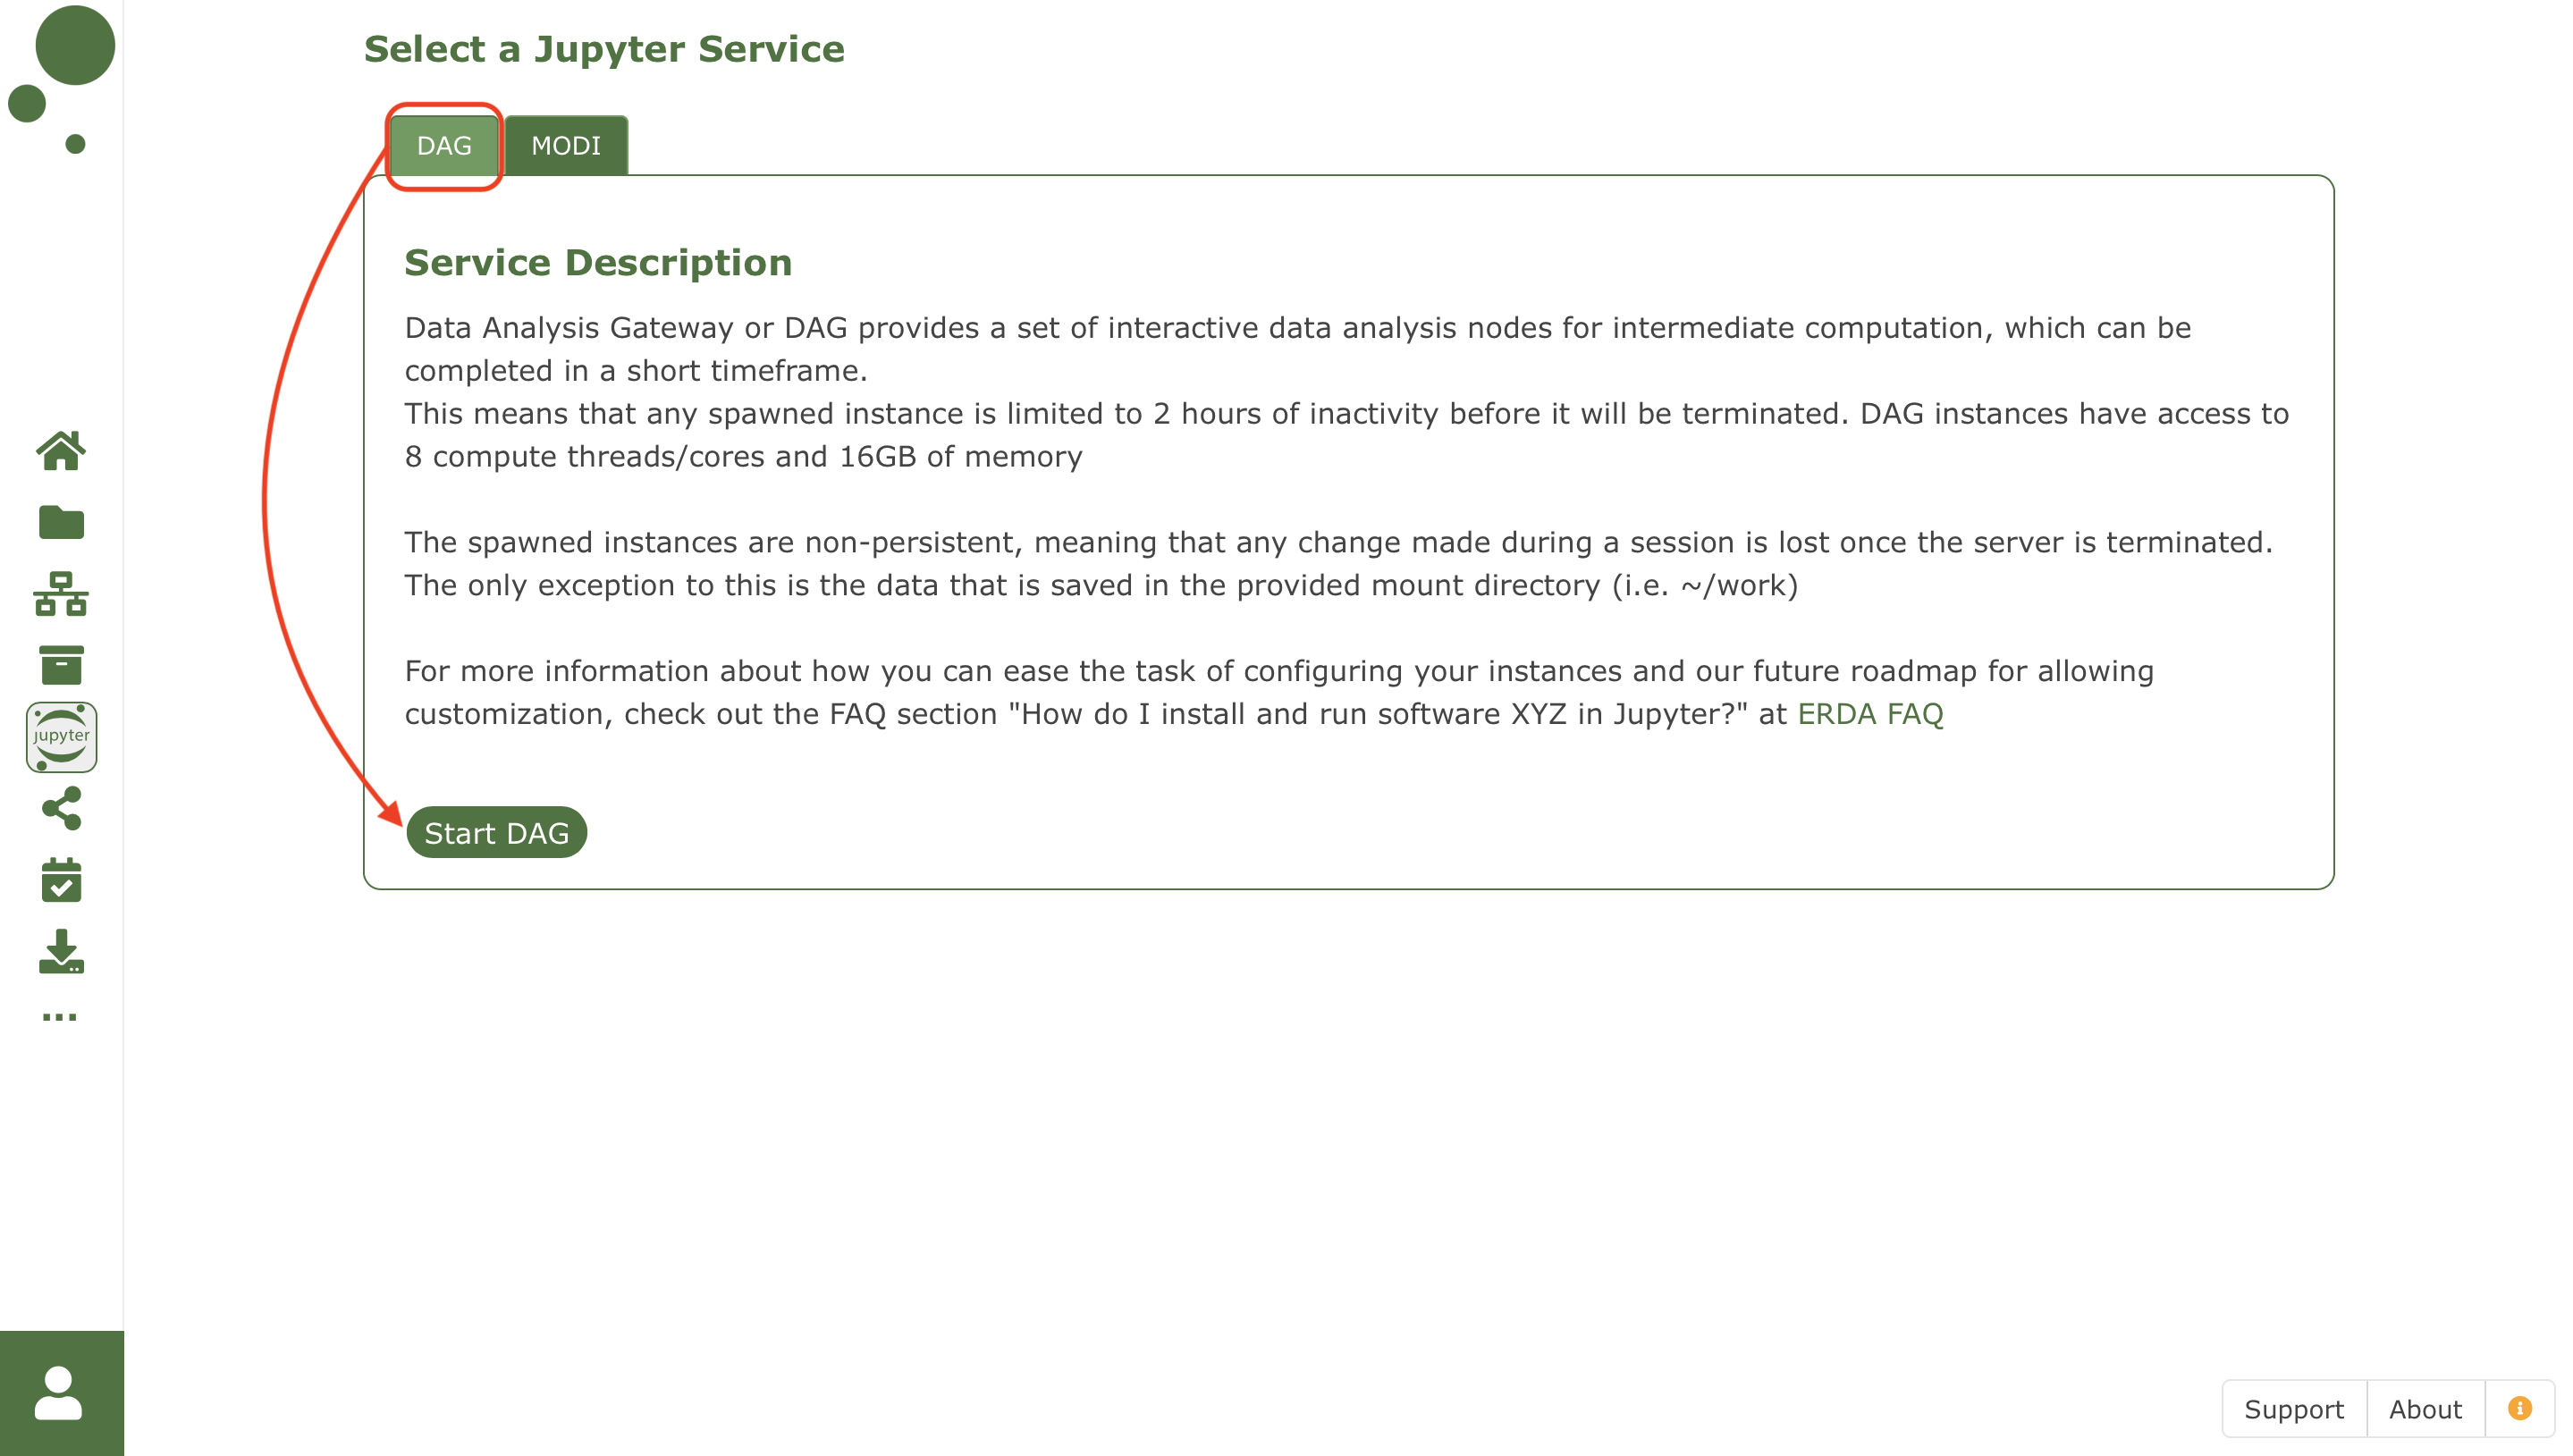 Select a Jupyter Service
DAG
MODI
Service Description
Data Analysis Gateway or DAG provides a set of interactive data analysis nodes for intermediate computation, which can be
completed in a short timeframe.
This means that any spawned instance is limited to 2 hours of inactivity before it will be terminated. DAG instances have access to
8 compute threads/cores and 16GB of memory
The spawned instances are non-persistent, meaning that any change made during a session is lost once the server is terminated.
The only exception to this is the data that is saved in the provided mount directory (i.e. ~/work)
For more information about how you can ease the task of configuring your instances and our future roadmap for allowing
customization, check out the FAQ section "How do I install and run software XYZ in Jupyter?" at ERDA FAQ
jupyter
Start DAG
Support
About